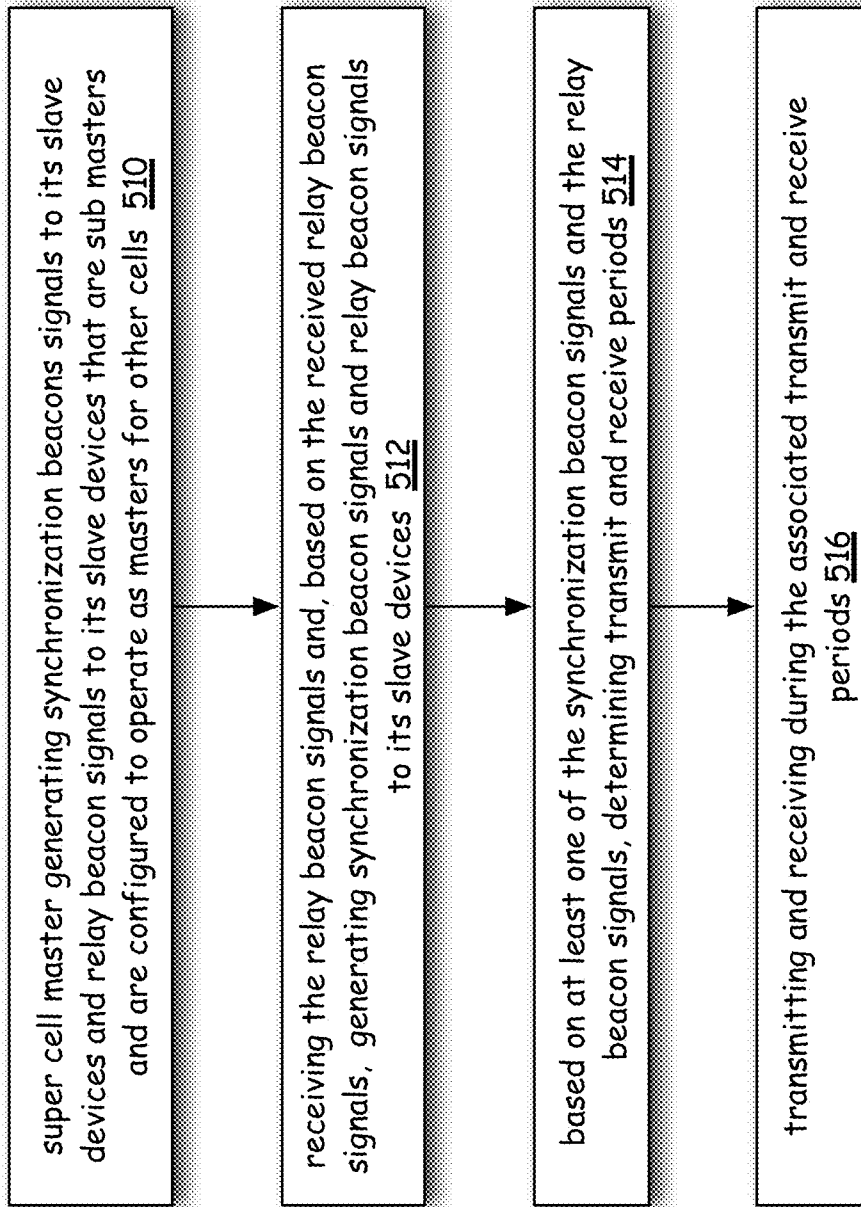 super cell master generating synchronization beacons signals to its slave
devices and relay beacon signals to its slave devices that are sub masters
and are configured to operate as masters for other cells 510
receiving the relay beacon signals and, based on the received relay beacon
signals, generating synchronization beacon signals and relay beacon signals
to its slave devices 512
based on at least one of the synchronization beacon signals and the relay
beacon signals, determining transmit and receive periods 514
transmitting and receiving during the associated transmit and receive
periods 516